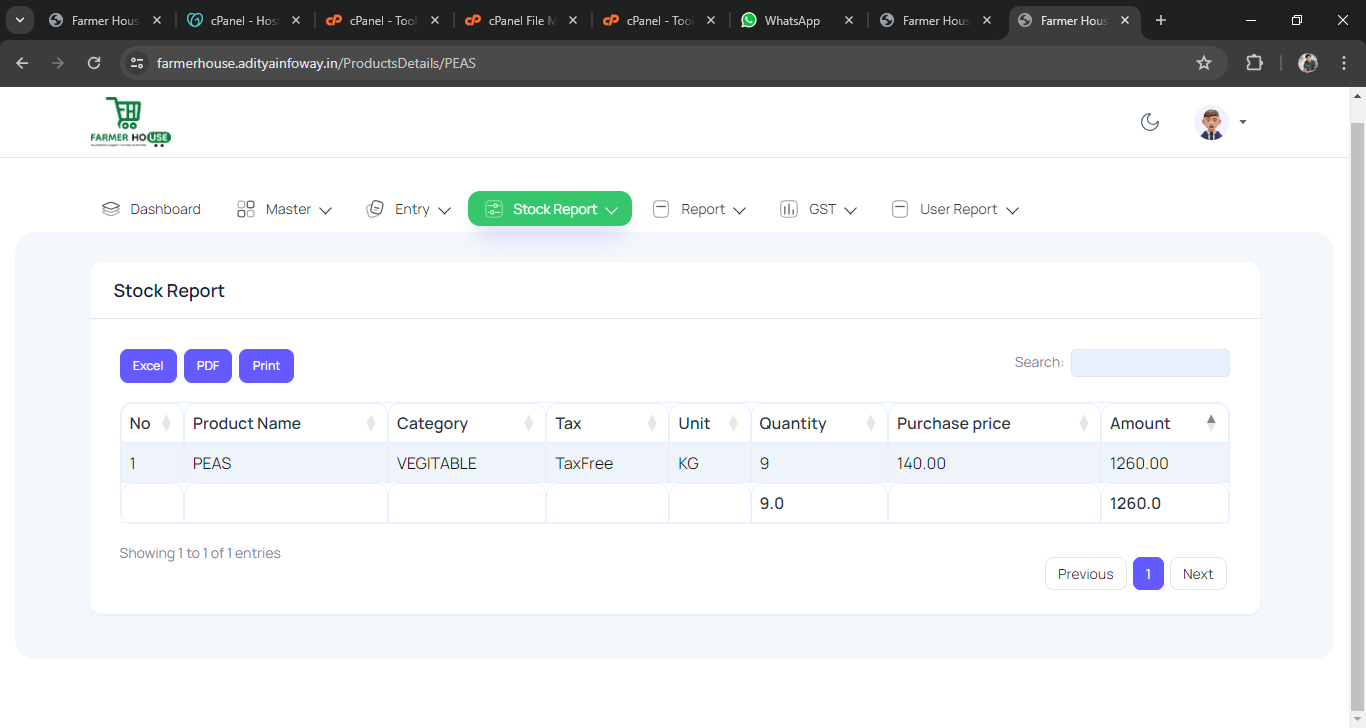 Farmer Hous
cPanel - Host
cPanel - Tool
cPanel File M
cPanel - Tool
WhatsApp
Farmer Hous
Farmer Hous
farmerhouse.adityainfoway.in/ProductsDetails/PEAS
FARMER HOUSE
Dashboard Master Entry Stock Report Report GST User Report
Stock Report
Excel PDF Print Search:
No Product Name Category Tax Unit Quantity Purchase price Amount
1 PEAS VEGITABLE TaxFree KG 9 140.00 1260.00
9.0 1260.0
Showing 1 to 1 of 1 entries
Previous 1 Next